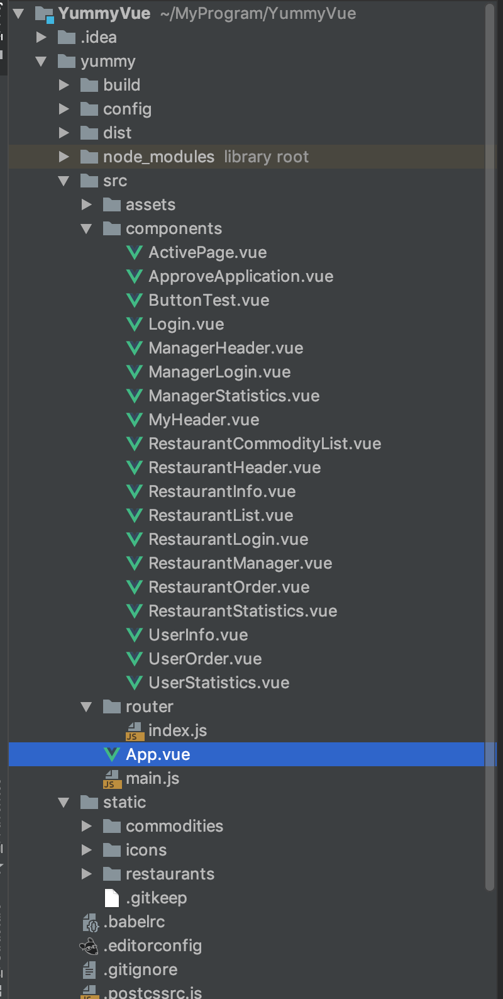 YummyVue ~/MyProgram/YummyVue
.idea
yummy
build
config
dist
node_modules library root
src
assets
components
ActivePage.vue
ApproveApplication.vue
ButtonTest.vue
Login.vue
ManagerHeader.vue
ManagerLogin.vue
ManagerStatistics.vue
MyHeader.vue
RestaurantCommodityList.vue
RestaurantHeader.vue
RestaurantInfo.vue
RestaurantList.vue
RestaurantLogin.vue
RestaurantManager.vue
RestaurantOrder.vue
RestaurantStatistics.vue
UserInfo.vue
UserOrder.vue
UserStatistics.vue
router
JS index.js
App.vue
JS main.js
static
commodities
icons
restaurants
.gitkeep
.babelrc
.editorconfig
.gitignore
.postcssrc.js